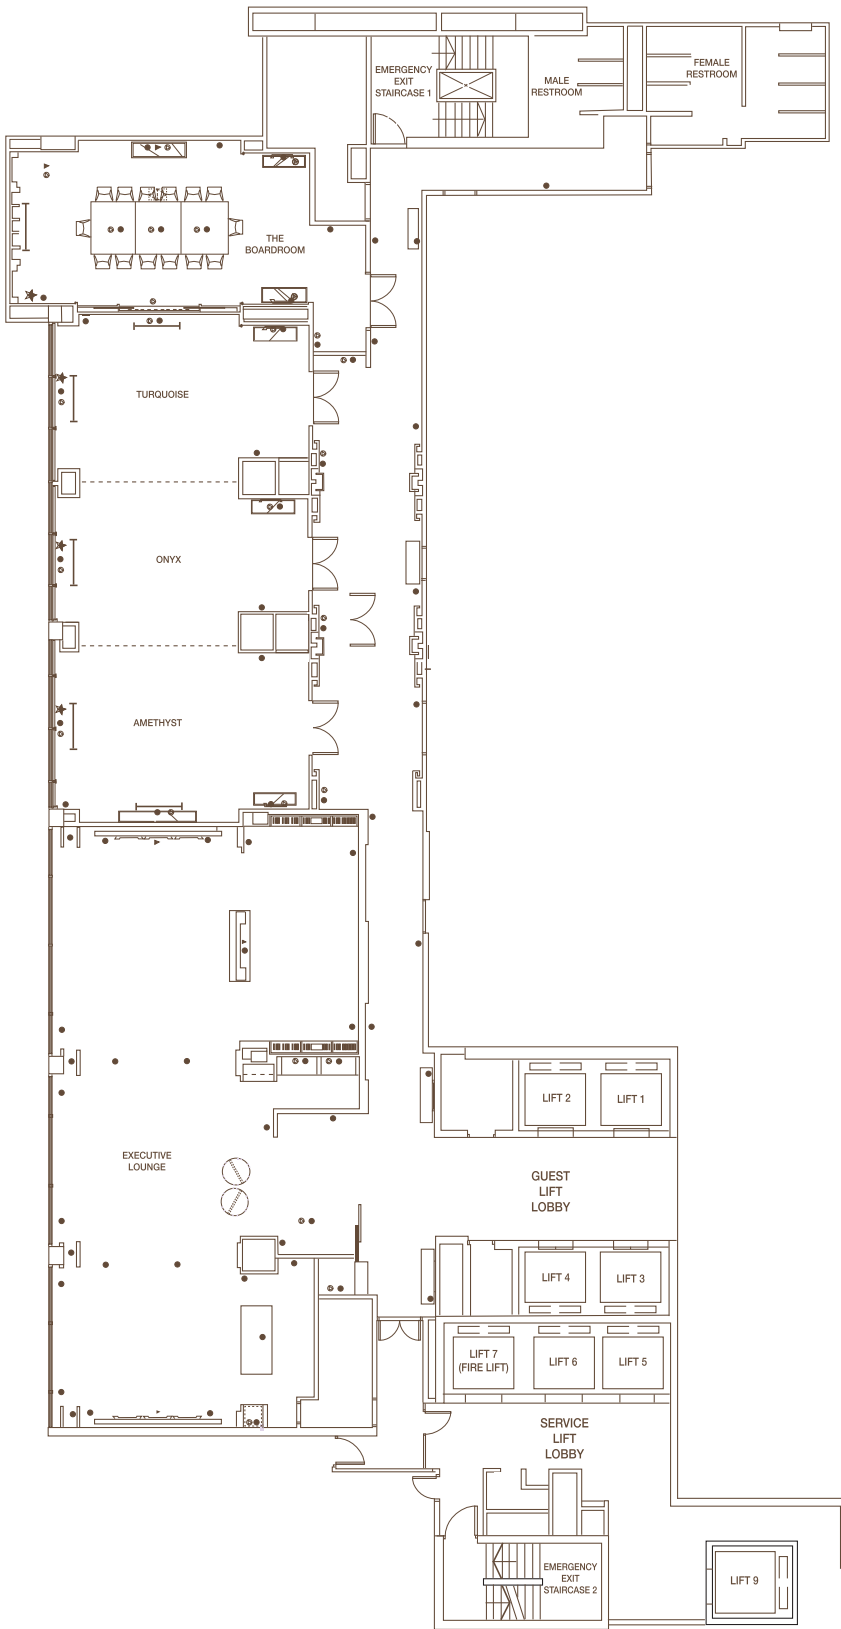 EMERGENCY
EXIT
STAIRCASE 1
MALE
RESTROOM
FEMALE
RESTROOM
THE
BOARDROOM
TURQUOISE
ONYX
AMETHYST
LIFT 2
LIFT 1
EXECUTIVE
LOUNGE
GUEST
LIFT
LOBBY
LIFT 4
LIFT 3
LIFT 7
(FIRE LIFT)
LIFT 6
LIFT 5
SERVICE
LIFT
LOBBY
EMERGENCY
EXIT
STAIRCASE 2
LIFT 9